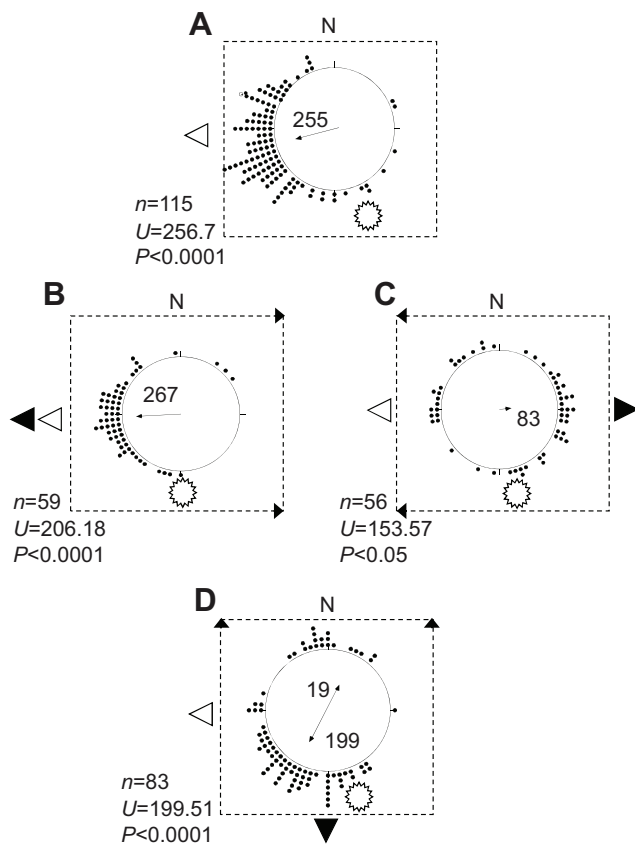 A
N
255
n=115
U=256.7
P<0.0001
B
N
267
n=59
U=206.18
P<0.0001
C
N
83
n=56
U=153.57
P<0.05
D
N
19
199
n=83
U=199.51
P<0.0001